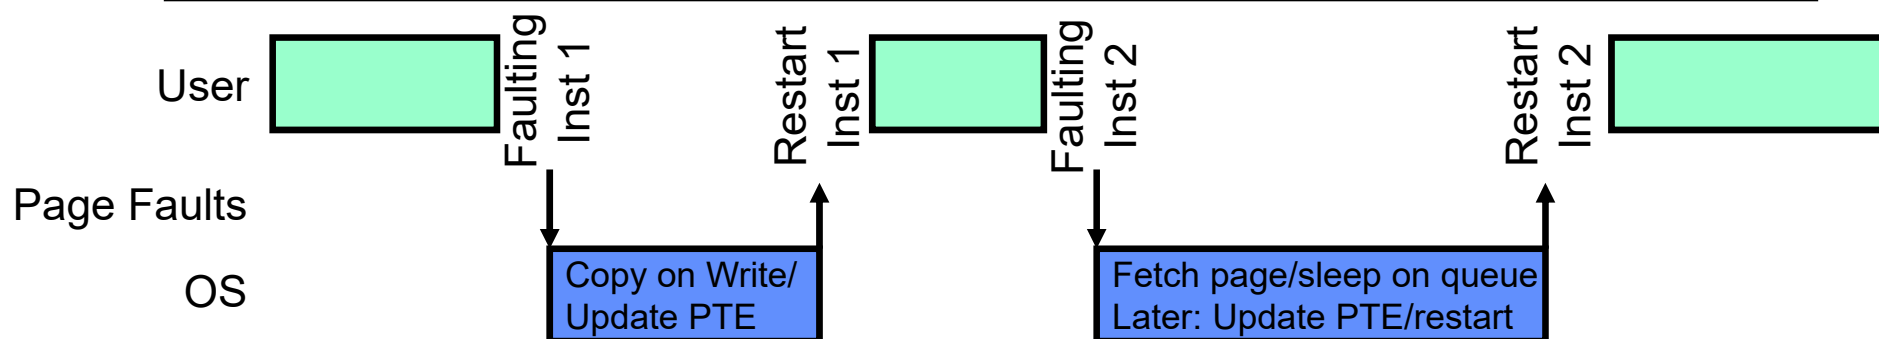 User
Faulting
Inst 1
Restart
Inst 1
Faulting
Inst 2
Restart
Inst 2
Page Faults
OS
Copy on Write/
Update PTE
Fetch page/sleep on queue
Later: Update PTE/restart